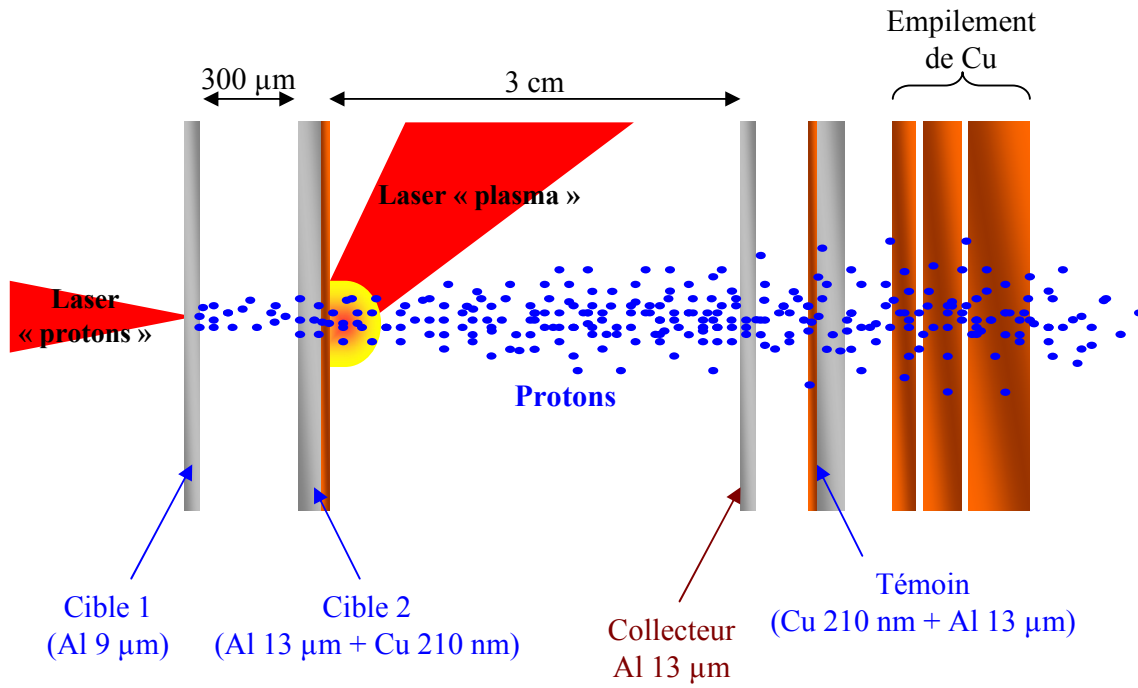 Empilement
de Cu
300 µm
3 cm
Laser « plasma »
Laser
« protons »
Protons
Cible 1
(Al 9 µm)
Cible 2
(Al 13 µm + Cu 210 nm)
Collecteur
Al 13 µm
Témoin
(Cu 210 nm + Al 13 µm)